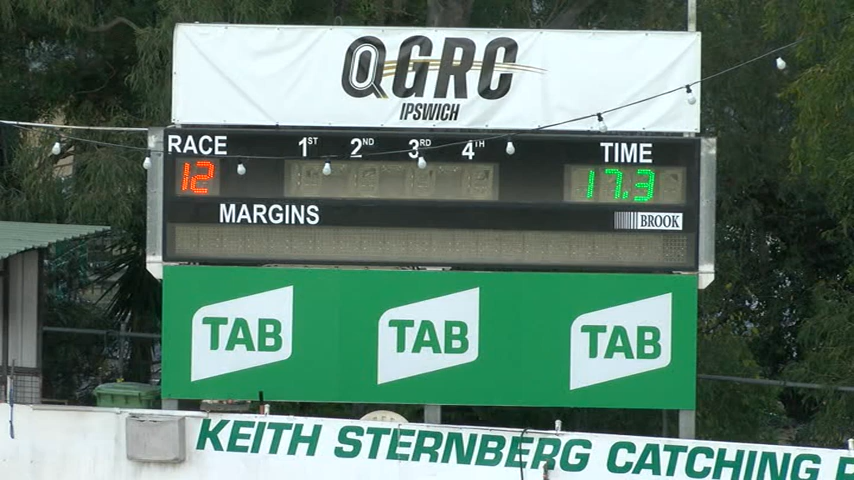 QGRC
IPSWICH
RACE 1ST 2ND 3RD 4TH TIME
12 17.3
MARGINS BROOK
TAB TAB TAB
KEITH STERNBERG CATCHING